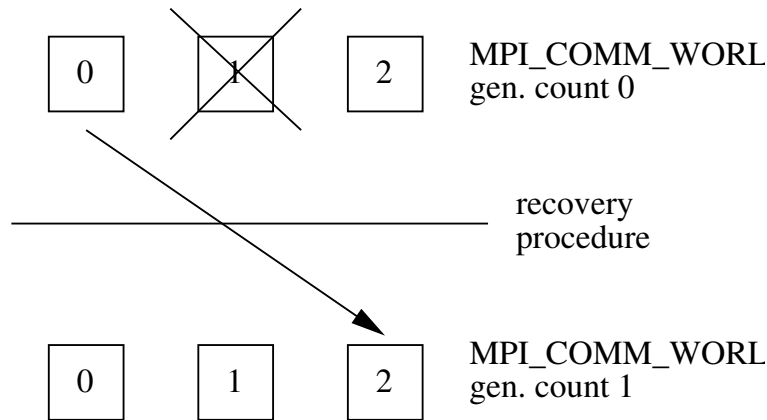 0 1 2 MPI_COMM_WORL
gen. count 0
recovery
procedure
0 1 2 MPI_COMM_WORL
gen. count 1